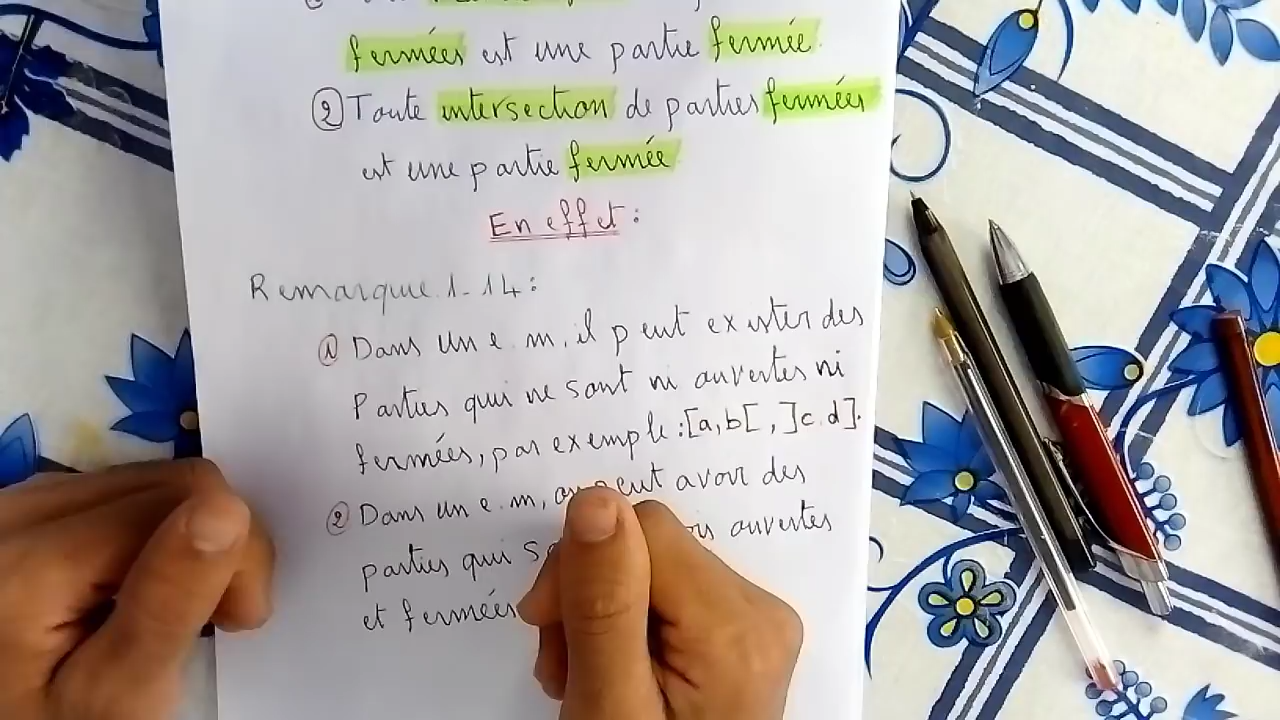 fermées est une partie fermée.
② Toute intersection de parties fermées
est une partie fermée
En effet :
Remarque 1-14 :
① Dans un e.m, il peut exister des
Parties qui ne sont ni ouvertes ni
fermées, par exemple : [a,b[ , ]c.d].
② Dans un e.m, on peut avoir des
parties qui ouvertes
et fermées